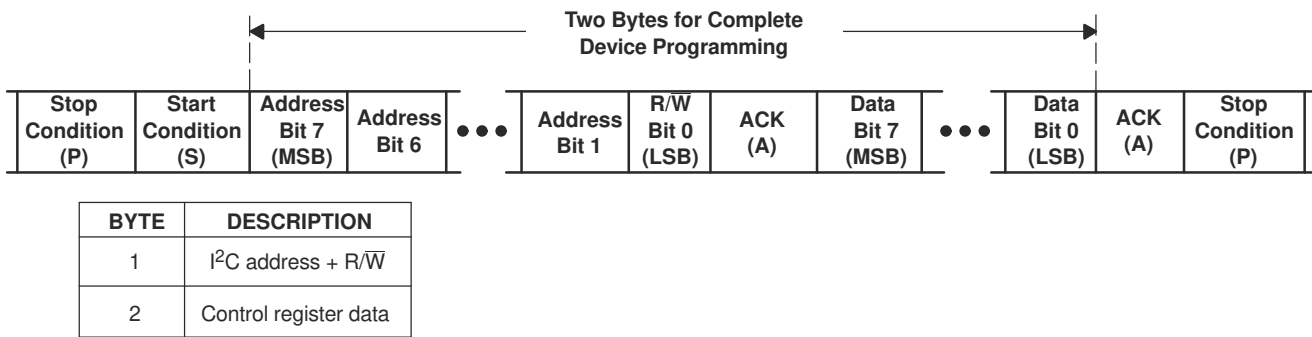 Two Bytes for Complete
Device Programming
Stop Condition (P) Start Condition (S) Address Bit 7 (MSB) Address Bit 6 ••• Address Bit 1 R/W̅ Bit 0 (LSB) ACK (A) Data Bit 7 (MSB) ••• Data Bit 0 (LSB) ACK (A) Stop Condition (P)
BYTE DESCRIPTION
1 I²C address + R/W̅
2 Control register data